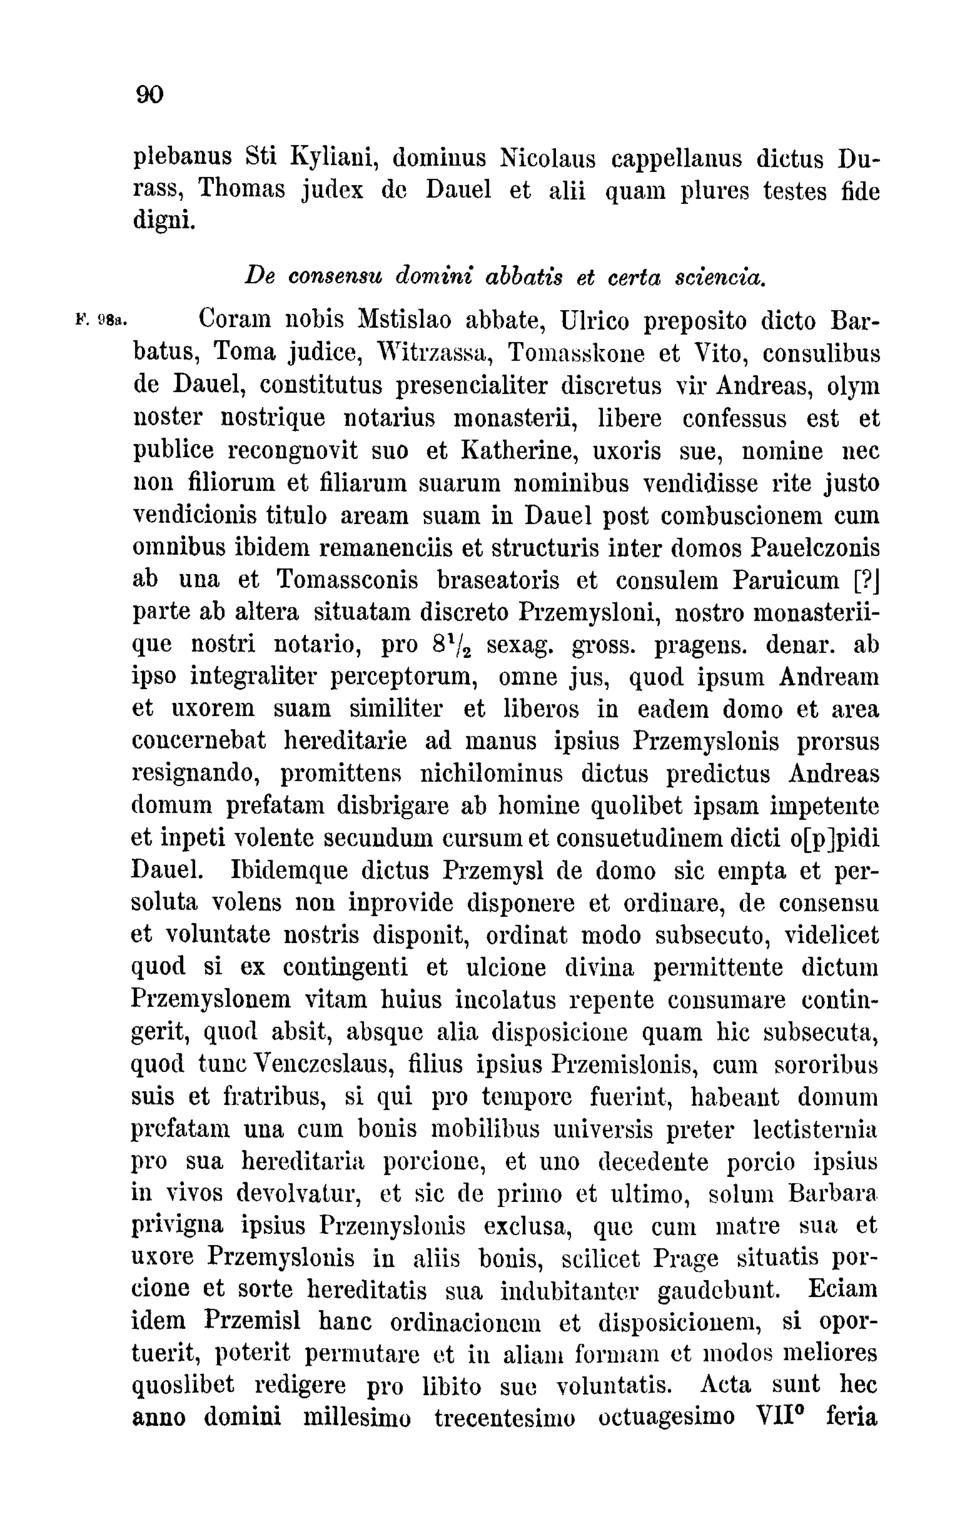 90
plebanus Sti Kyliani, dominus Nicolaus cappellanus dictus Du-
rass, Thomas judex de Dauel et alii quam plures testes fide
digni.
De consensu domini abbatis et certa sciencia.
F. 98a. Coram nobis Mstislao abbate, Ulrico preposito dicto Bar-
batus, Toma judice, Witrzassa, Tomasskone et Vito, consulibus
de Dauel, constitutus presencialiter discretus vir Andreas, olym
noster nostrique notarius monasterii, libere confessus est et
publice recongnovit suo et Katherine, uxoris sue, nomine nec
non filiorum et filiarum suarum nominibus vendidisse rite justo
vendicionis titulo aream suam in Dauel post combuscionem cum
omnibus ibidem remanenciis et structuris inter domos Pauelczonis
ab una et Tomassconis braseatoris et consulem Paruicum [?]
parte ab altera situatam discreto Przemysloni, nostro monasterii-
que nostri notario, pro 8 1/2 sexag. gross. pragens. denar. ab
ipso integraliter perceptorum, omne jus, quod ipsum Andream
et uxorem suam similiter et liberos in eadem domo et area
concernebat hereditarie ad manus ipsius Przemyslonis prorsus
resignando, promittens nichilominus dictus predictus Andreas
domum prefatam disbrigare ab homine quolibet ipsam impetente
et inpeti volente secundum cursum et consuetudinem dicti o[p]pidi
Dauel. Ibidemque dictus Przemysl de domo sic empta et per-
soluta volens non inprovide disponere et ordinare, de consensu
et voluntate nostris disponit, ordinat modo subsecuto, videlicet
quod si ex contingenti et ulcione divina permittente dictum
Przemyslonem vitam huius incolatus repente consumare contin-
gerit, quod absit, absque alia disposicione quam hic subsecuta,
quod tunc Venczeslaus, filius ipsius Przemislonis, cum sororibus
suis et fratribus, si qui pro tempore fuerint, habeant domum
prefatam una cum bonis mobilibus universis preter lectisternia
pro sua hereditaria porcione, et uno decedente porcio ipsius
in vivos devolvatur, et sic de primo et ultimo, solum Barbara
privigna ipsius Przemyslonis exclusa, que cum matre sua et
uxore Przemyslonis in aliis bonis, scilicet Prage situatis por-
cione et sorte hereditatis sua indubitanter gaudebunt. Eciam
idem Przemisl hanc ordinacionem et disposicionem, si opor-
tuerit, poterit permutare et in aliam formam et modos meliores
quoslibet redigere pro libito sue voluntatis. Acta sunt hec
anno domini millesimo trecentesimo octuagesimo VIIº feria